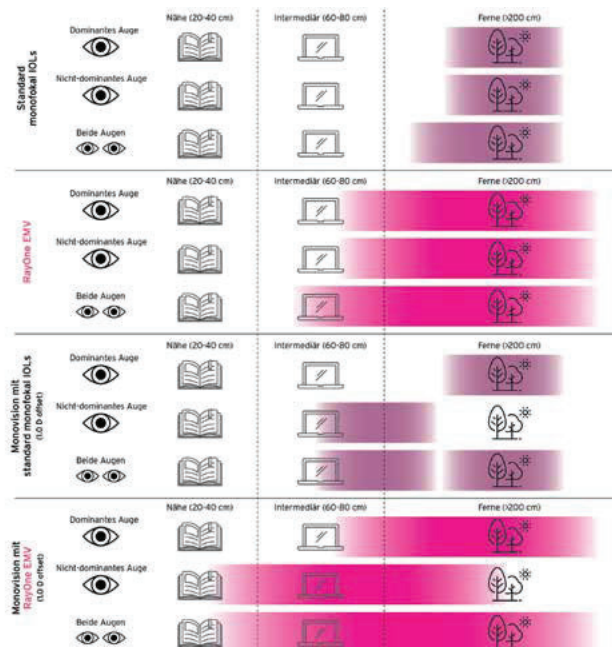 Nähe (20-40 cm) Intermediär (60-80 cm) Ferne (>200 cm)
Standard
monofokal IOLs
Dominantes Auge
Nicht-dominantes Auge
Beide Augen
Nähe (20-40 cm) Intermediär (60-80 cm) Ferne (>200 cm)
RayOne EMV
Dominantes Auge
Nicht-dominantes Auge
Beide Augen
Nähe (20-40 cm) Intermediär (60-80 cm) Ferne (>200 cm)
Monovision mit
standard monofokal IOLs
(1,0 D offset)
Dominantes Auge
Nicht-dominantes Auge
Beide Augen
Nähe (20-40 cm) Intermediär (60-80 cm) Ferne (>200 cm)
Monovision mit
RayOne EMV
(1,0 D offset)
Dominantes Auge
Nicht-dominantes Auge
Beide Augen